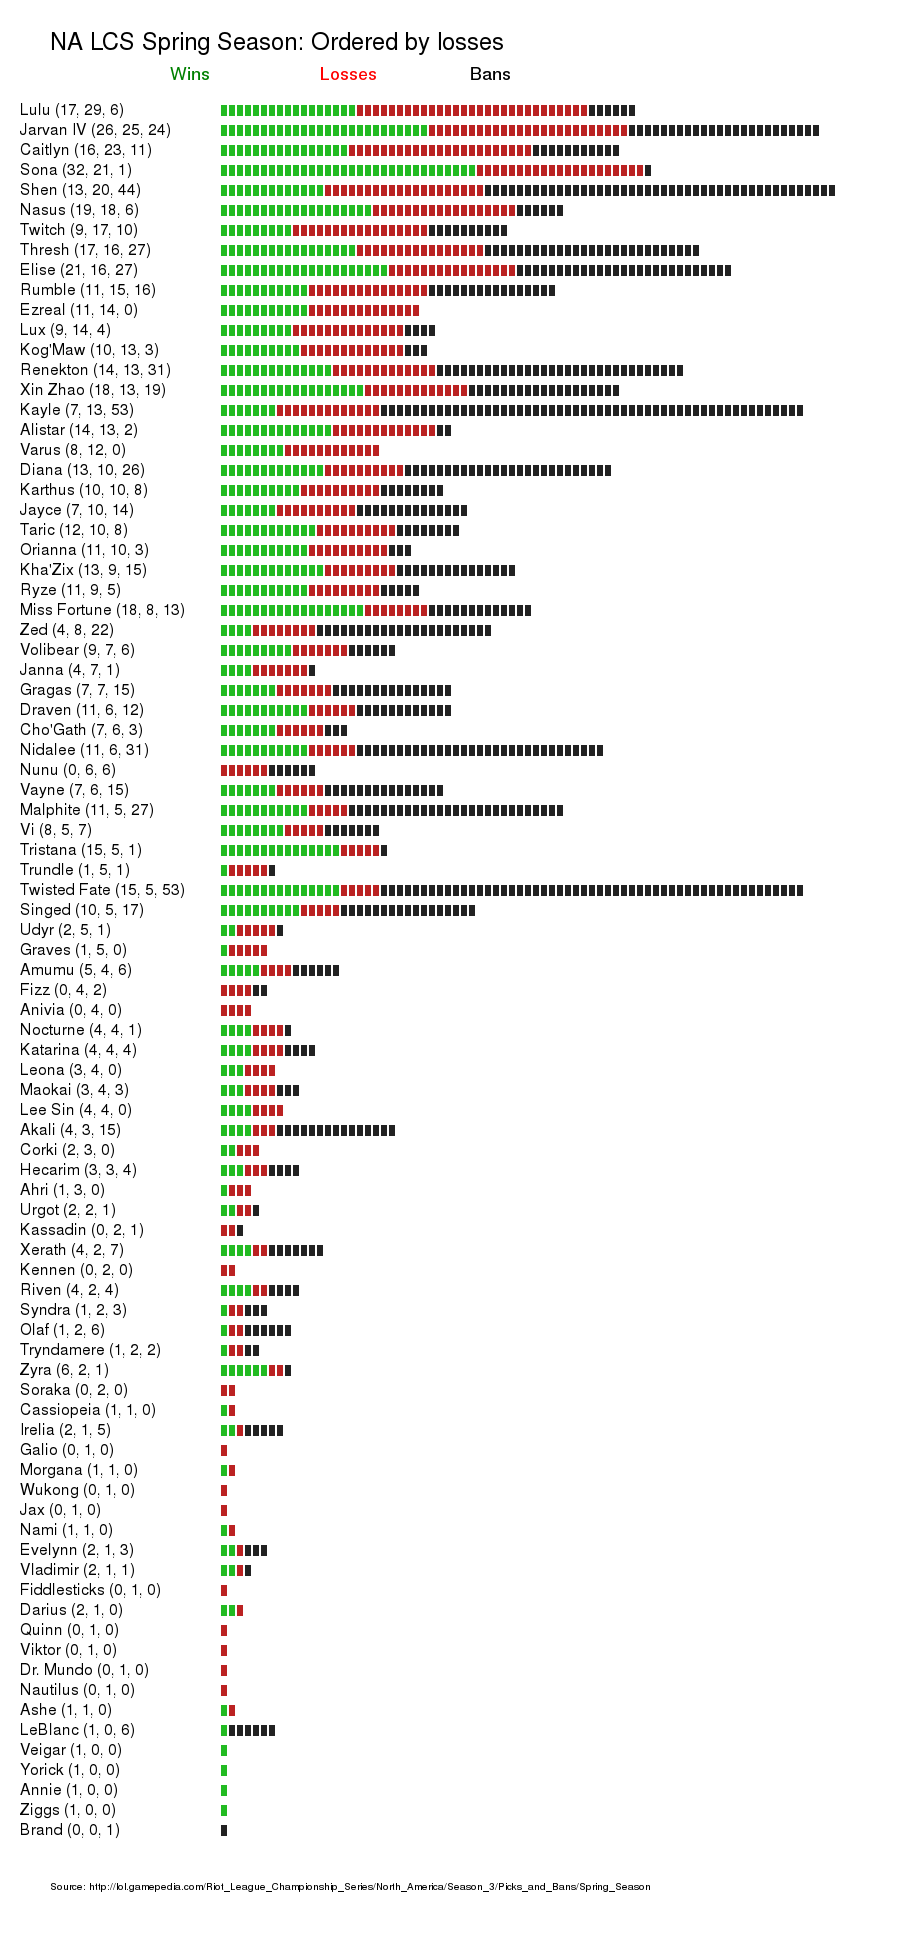 NA LCS Spring Season: Ordered by losses
Wins Losses Bans
Lulu (17, 29, 6)
Jarvan IV (26, 25, 24)
Caitlyn (16, 23, 11)
Sona (32, 21, 1)
Shen (13, 20, 44)
Nasus (19, 18, 6)
Twitch (9, 17, 10)
Thresh (17, 16, 27)
Elise (21, 16, 27)
Rumble (11, 15, 16)
Ezreal (11, 14, 0)
Lux (9, 14, 4)
Kog'Maw (10, 13, 3)
Renekton (14, 13, 31)
Xin Zhao (18, 13, 19)
Kayle (7, 13, 53)
Alistar (14, 13, 2)
Varus (8, 12, 0)
Diana (13, 10, 26)
Karthus (10, 10, 8)
Jayce (7, 10, 14)
Taric (12, 10, 8)
Orianna (11, 10, 3)
Kha'Zix (13, 9, 15)
Ryze (11, 9, 5)
Miss Fortune (18, 8, 13)
Zed (4, 8, 22)
Volibear (9, 7, 6)
Janna (4, 7, 1)
Gragas (7, 7, 15)
Draven (11, 6, 12)
Cho'Gath (7, 6, 3)
Nidalee (11, 6, 31)
Nunu (0, 6, 6)
Vayne (7, 6, 15)
Malphite (11, 5, 27)
Vi (8, 5, 7)
Tristana (15, 5, 1)
Trundle (1, 5, 1)
Twisted Fate (15, 5, 53)
Singed (10, 5, 17)
Udyr (2, 5, 1)
Graves (1, 5, 0)
Amumu (5, 4, 6)
Fizz (0, 4, 2)
Anivia (0, 4, 0)
Nocturne (4, 4, 1)
Katarina (4, 4, 4)
Leona (3, 4, 0)
Maokai (3, 4, 3)
Lee Sin (4, 4, 0)
Akali (4, 3, 15)
Corki (2, 3, 0)
Hecarim (3, 3, 4)
Ahri (1, 3, 0)
Urgot (2, 2, 1)
Kassadin (0, 2, 1)
Xerath (4, 2, 7)
Kennen (0, 2, 0)
Riven (4, 2, 4)
Syndra (1, 2, 3)
Olaf (1, 2, 6)
Tryndamere (1, 2, 2)
Zyra (6, 2, 1)
Soraka (0, 2, 0)
Cassiopeia (1, 1, 0)
Irelia (2, 1, 5)
Galio (0, 1, 0)
Morgana (1, 1, 0)
Wukong (0, 1, 0)
Jax (0, 1, 0)
Nami (1, 1, 0)
Evelynn (2, 1, 3)
Vladimir (2, 1, 1)
Fiddlesticks (0, 1, 0)
Darius (2, 1, 0)
Quinn (0, 1, 0)
Viktor (0, 1, 0)
Dr. Mundo (0, 1, 0)
Nautilus (0, 1, 0)
Ashe (1, 1, 0)
LeBlanc (1, 0, 6)
Veigar (1, 0, 0)
Yorick (1, 0, 0)
Annie (1, 0, 0)
Ziggs (1, 0, 0)
Brand (0, 0, 1)
Source: http://lol.gamepedia.com/Riot_League_Championship_Series/North_America/Season_3/Picks_and_Bans/Spring_Season